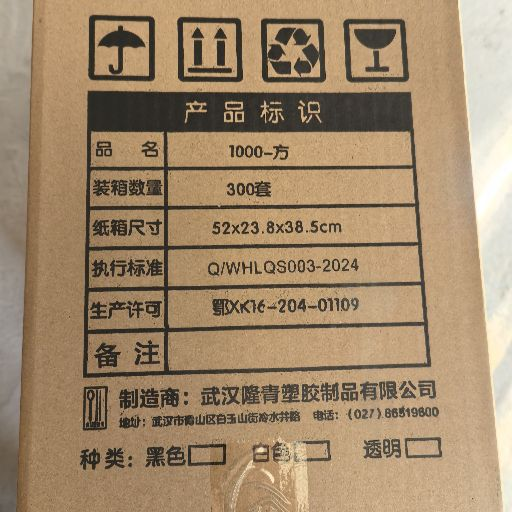 产品标识
品 名 1000-方
装箱数量 300套
纸箱尺寸 52x23.8x38.5cm
执行标准 Q/WHLQS003-2024
生产许可 鄂XK16-204-01109
备注
制造商：武汉隆青塑胶制品有限公司
地址：武汉市青山区白玉山街冷水井路 电话：(027)86519600
种类：黑色 白色 透明